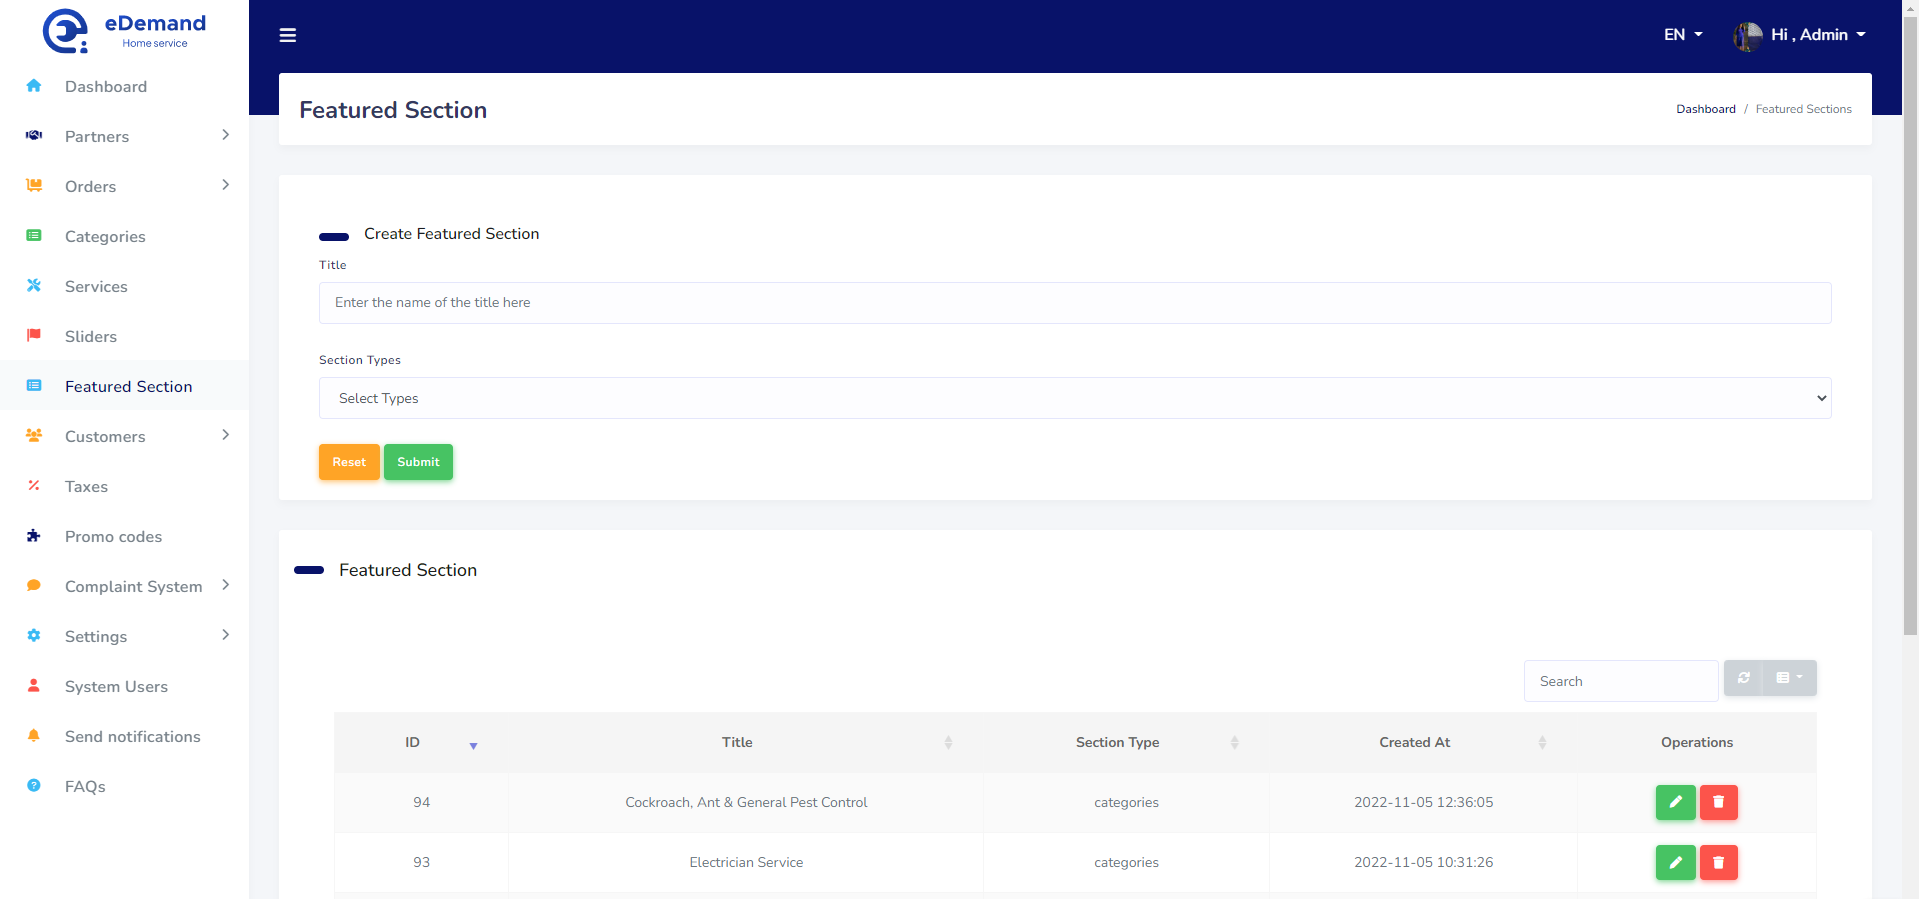 eDemand
Home service
Dashboard
Partners
Orders
Categories
Services
Sliders
Featured Section
Customers
Taxes
Promo codes
Complaint System
Settings
System Users
Send notifications
FAQs
EN
Hi , Admin
Featured Section
Dashboard / Featured Sections
Create Featured Section
Title
Enter the name of the title here
Section Types
Select Types
Reset Submit
Featured Section
Search
ID Title Section Type Created At Operations
94 Cockroach, Ant & General Pest Control categories 2022-11-05 12:36:05
93 Electrician Service categories 2022-11-05 10:31:26